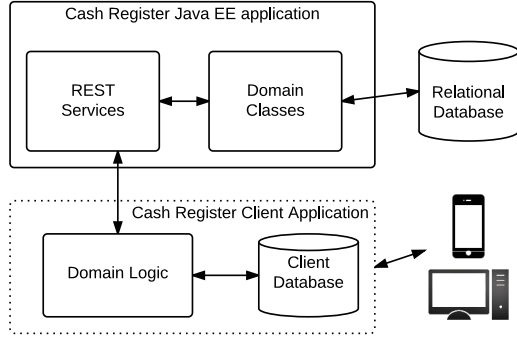 Cash Register Java EE application
REST
Services
Domain
Classes
Relational
Database
Cash Register Client Application
Domain Logic
Client
Database